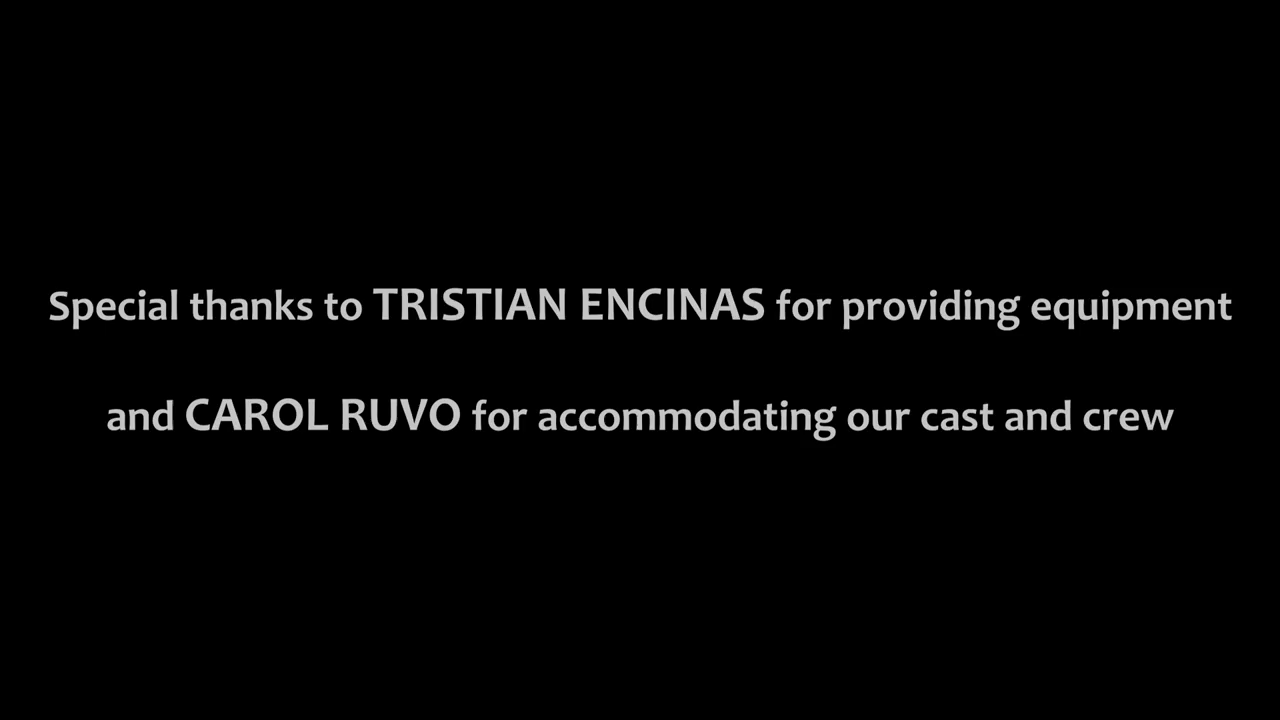 Special thanks to TRISTIAN ENCINAS for providing equipment
and CAROL RUVO for accommodating our cast and crew